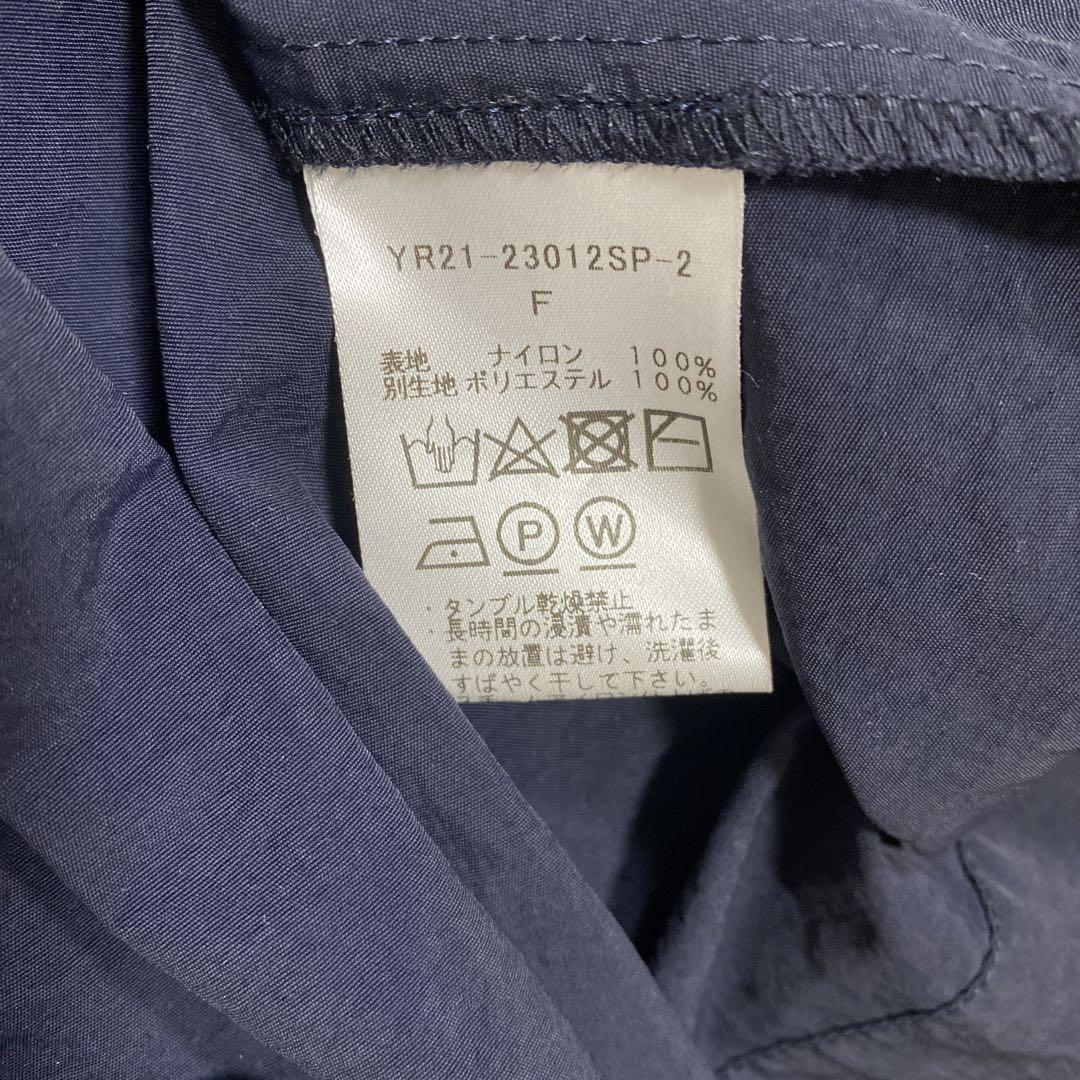 YR21-23012SP-2
F
表地 ナイロン 100%
別生地 ポリエステル 100%
P W
・タンブル乾燥禁止
・長時間の浸漬や濡れたま
まの放置は避け、洗濯後
すばやく干して下さい。